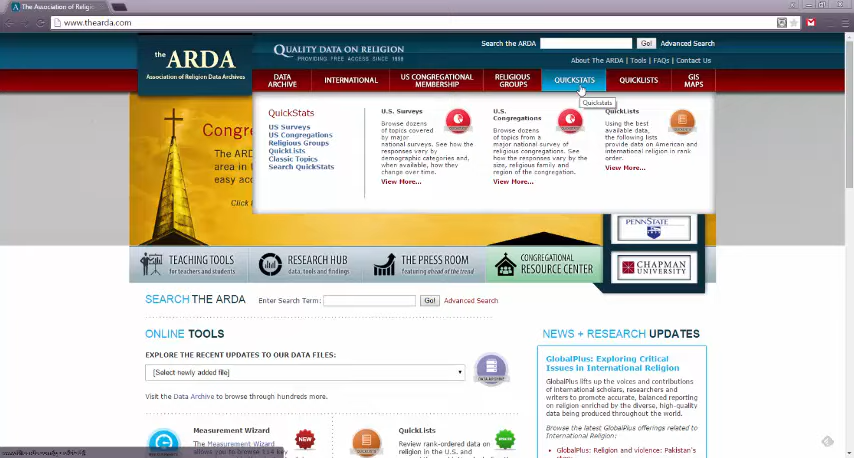 The Association of Religio
www.thearda.com
the ARDA
Association of Religion Data Archives
QUALITY DATA ON RELIGION
PROVIDING FREE ACCESS SINCE 1998
Search the ARDA
Go!
Advanced Search
About The ARDA | Tools | FAQs | Contact Us
DATA ARCHIVE
INTERNATIONAL
US CONGREGATIONAL MEMBERSHIP
RELIGIOUS GROUPS
QUICKSTATS
QUICKLISTS
GIS MAPS
Quickstats
QuickStats
US Surveys
US Congregations
Religious Groups
QuickLists
Classic Topics
Search QuickStats
U.S. Surveys
Browse dozens
of topics covered
by major
national surveys. See
how the
responses vary by
demographic categories
and, when available,
how they
change over time.
View More...
U.S.
Congregations
Browse dozens of
topics from a
major national survey of
religious congregations. See
how responses vary by the
size, religious family and
region of the congregation.
View More...
QuickLists
Using the best
available data,
the following lists
provide data on American
and international religion in
rank order.
View More...
Congr
The ARD
area in t
easy acc
Click
PENNSTATE
CHAPMAN
UNIVERSITY
TEACHING TOOLS
for teachers and students
RESEARCH HUB
data, tools and findings
THE PRESS ROOM
featuring ahead of the trend
CONGREGATIONAL
RESOURCE CENTER
SEARCH THE ARDA
Enter Search Term:
Go!
Advanced Search
ONLINE TOOLS
EXPLORE THE RECENT UPDATES TO OUR DATA FILES:
[Select newly added file]
DATA ARCHIVE
Visit the Data Archive to browse through hundreds more.
Measurement Wizard
The Measurement Wizard
NEW
QuickLists
Review rank-ordered data on
religion in the U.S. and
NEWS + RESEARCH UPDATES
GlobalPlus: Exploring Critical
Issues in International Religion
GlobalPlus lifts up the voices and contributions
of international scholars, researchers and
writers to promote accurate, balanced reporting
on religion enriched by the diverse, high-quality
data being produced throughout the world.
Browse the latest GlobalPlus offerings related to
International Religion:
GlobalPlus: Religion and violence: Pakistan's